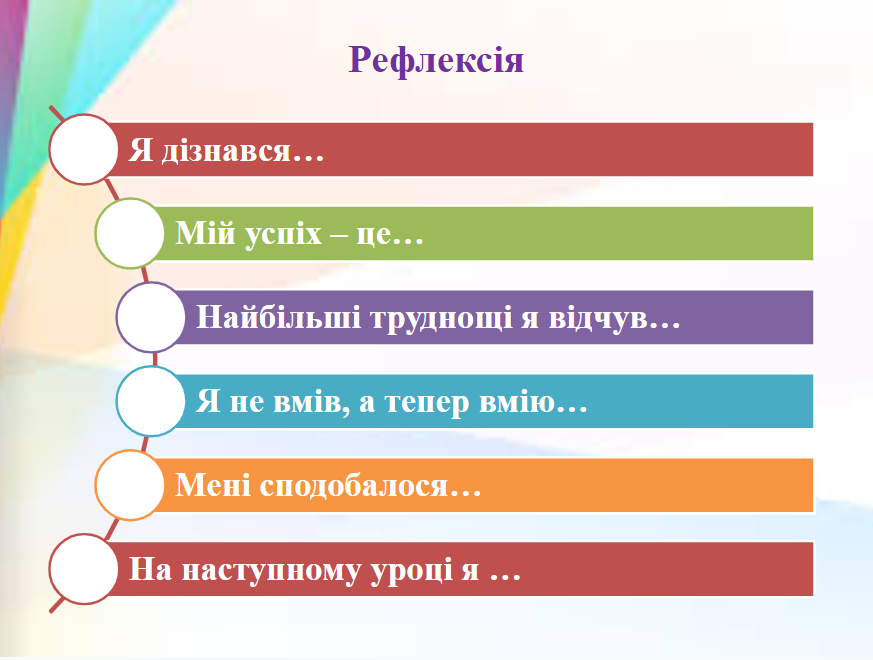 Рефлексія
Я дізнався…
Мій успіх – це…
Найбільші труднощі я відчув…
Я не вмів, а тепер вмію…
Мені сподобалося…
На наступному уроці я …